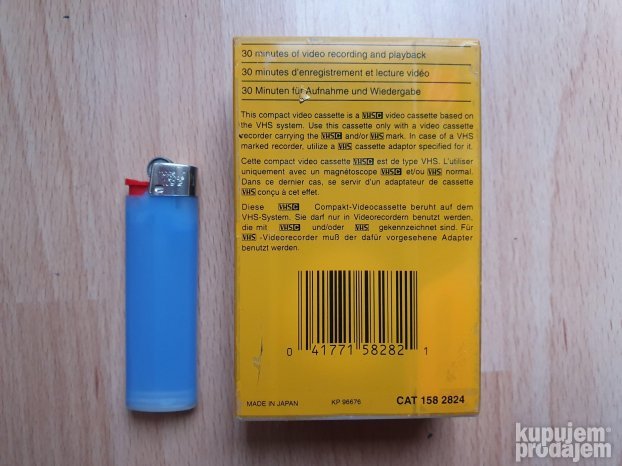 30 minutes of video recording and playback
30 minutes d'enregistrement et lecture vidéo
30 Minuten für Aufnahme und Wiedergabe
This compact video cassette is a VHS C video cassette based on
the VHS system. Use this cassette only with a video cassette
recorder carrying the VHS C and/or VHS mark. In case of a VHS
marked recorder, utilize a VHS cassette adaptor specified for it.
Cette compact video cassette VHS C est de type VHS. L'utiliser
uniquement avec un magnétoscope VHS C et/ou VHS normal.
Dans ce dernier cas, se servir d'un adaptateur de cassette
VHS conçu à cet effet.
Diese VHS C Compakt-Videocassette beruht auf dem
VHS-System. Sie darf nur in Videorecordern benutzt werden,
die mit VHS C und/oder VHS gekennzeichnet sind. Für
VHS -Videorecorder muß der dafür vorgesehene Adapter
benutzt werden.
0 41771 58282 1
MADE IN JAPAN KP 96676 CAT 158 2824
kupujem
prodajem